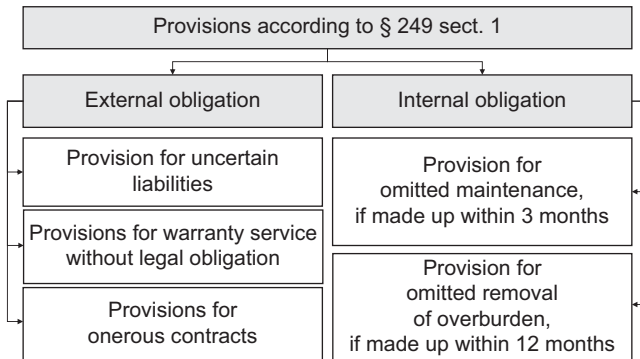 Provisions according to § 249 sect. 1
External obligation
Provision for uncertain
liabilities
Provisions for warranty service
without legal obligation
Provisions for
onerous contracts
Internal obligation
Provision for
omitted maintenance,
if made up within 3 months
Provision for
omitted removal
of overburden,
if made up within 12 months